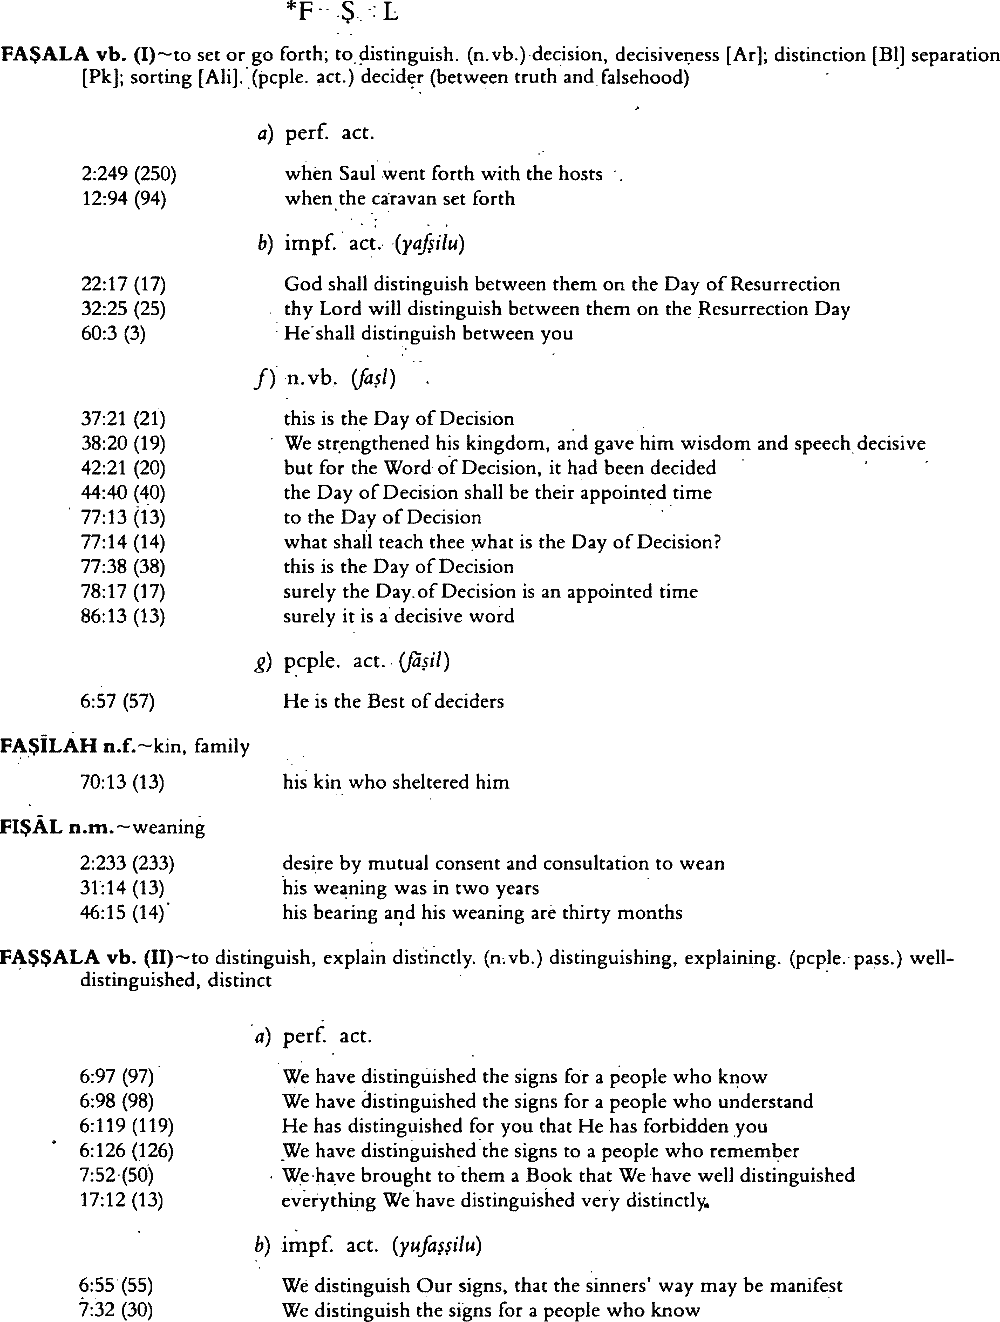 *F Ṣ L
FAṢALA vb. (I)~to set or go forth; to distinguish. (n.vb.) decision, decisiveness [Ar]; distinction [Bl] separation
[Pk]; sorting [Ali]. (pcple. act.) decider (between truth and falsehood)
a) perf. act.
2:249 (250) when Saul went forth with the hosts
12:94 (94) when the caravan set forth
b) impf. act. (yafṣilu)
22:17 (17) God shall distinguish between them on the Day of Resurrection
32:25 (25) thy Lord will distinguish between them on the Resurrection Day
60:3 (3) He shall distinguish between you
f) n.vb. (faṣl)
37:21 (21) this is the Day of Decision
38:20 (19) We strengthened his kingdom, and gave him wisdom and speech decisive
42:21 (20) but for the Word of Decision, it had been decided
44:40 (40) the Day of Decision shall be their appointed time
77:13 (13) to the Day of Decision
77:14 (14) what shall teach thee what is the Day of Decision?
77:38 (38) this is the Day of Decision
78:17 (17) surely the Day of Decision is an appointed time
86:13 (13) surely it is a decisive word
g) pcple. act. (fāṣil)
6:57 (57) He is the Best of deciders
FAṢĪLAH n.f.~kin, family
70:13 (13) his kin who sheltered him
FIṢĀL n.m.~weaning
2:233 (233) desire by mutual consent and consultation to wean
31:14 (13) his weaning was in two years
46:15 (14) his bearing and his weaning are thirty months
FAṢṢALA vb. (II)~to distinguish, explain distinctly. (n.vb.) distinguishing, explaining. (pcple. pass.) well-
distinguished, distinct
a) perf. act.
6:97 (97) We have distinguished the signs for a people who know
6:98 (98) We have distinguished the signs for a people who understand
6:119 (119) He has distinguished for you that He has forbidden you
6:126 (126) We have distinguished the signs to a people who remember
7:52 (50) We have brought to them a Book that We have well distinguished
17:12 (13) everything We have distinguished very distinctly.
b) impf. act. (yufaṣṣilu)
6:55 (55) We distinguish Our signs, that the sinners' way may be manifest
7:32 (30) We distinguish the signs for a people who know